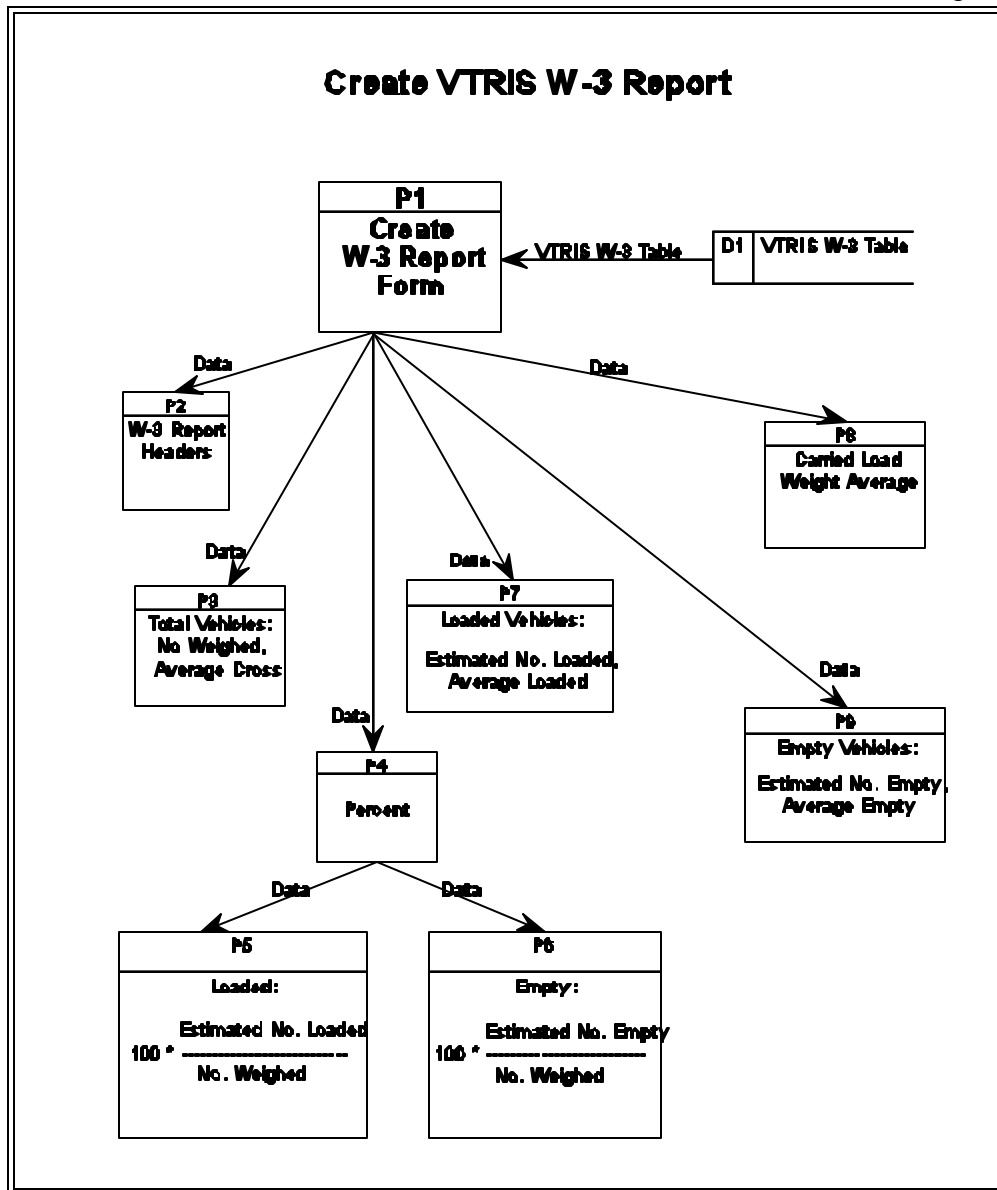 Create VTRIS W-3 Report
P1
Create
W-3 Report
Form
VTRIS W-3 Table
D1 VTRIS W-3 Table
Data
Data
P2
W-3 Report
Headers
P8
Carried Load
Weight Average
Data
Data
P3
Total Vehicles:
No Weighed,
Average Gross
P7
Loaded Vehicles:
Estimated No. Loaded,
Average Loaded
Data
P9
Empty Vehicles:
Estimated No. Empty,
Average Empty
Data
P4
Percent
Data
Data
P5
Loaded:
Estimated No. Loaded
100 * ---------------------------
No. Weighed
P6
Empty:
Estimated No. Empty
100 * --------------------------
No. Weighed